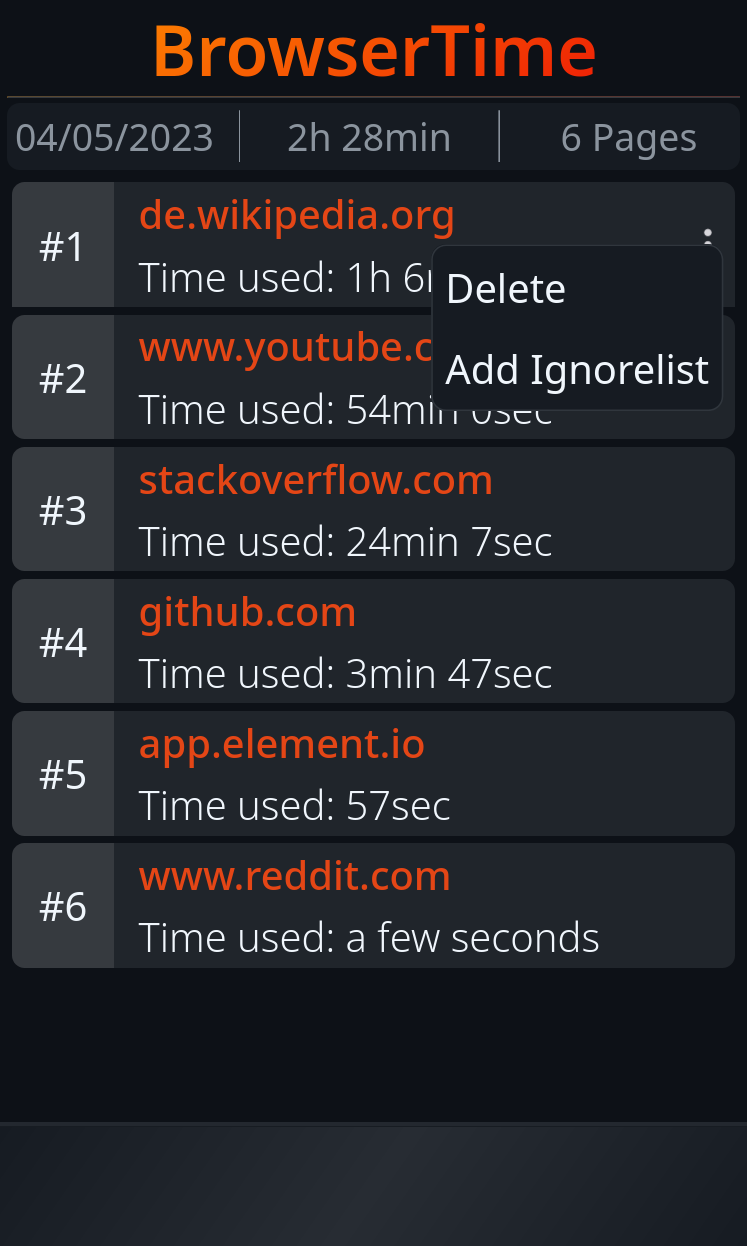 BrowserTime
04/05/2023 2h 28min 6 Pages
#1
de.wikipedia.org
Time used: 1h
Delete
Add Ignorelist
#2
www.youtube.c
Time used: 54min 0sec
#3
stackoverflow.com
Time used: 24min 7sec
#4
github.com
Time used: 3min 47sec
#5
app.element.io
Time used: 57sec
#6
www.reddit.com
Time used: a few seconds